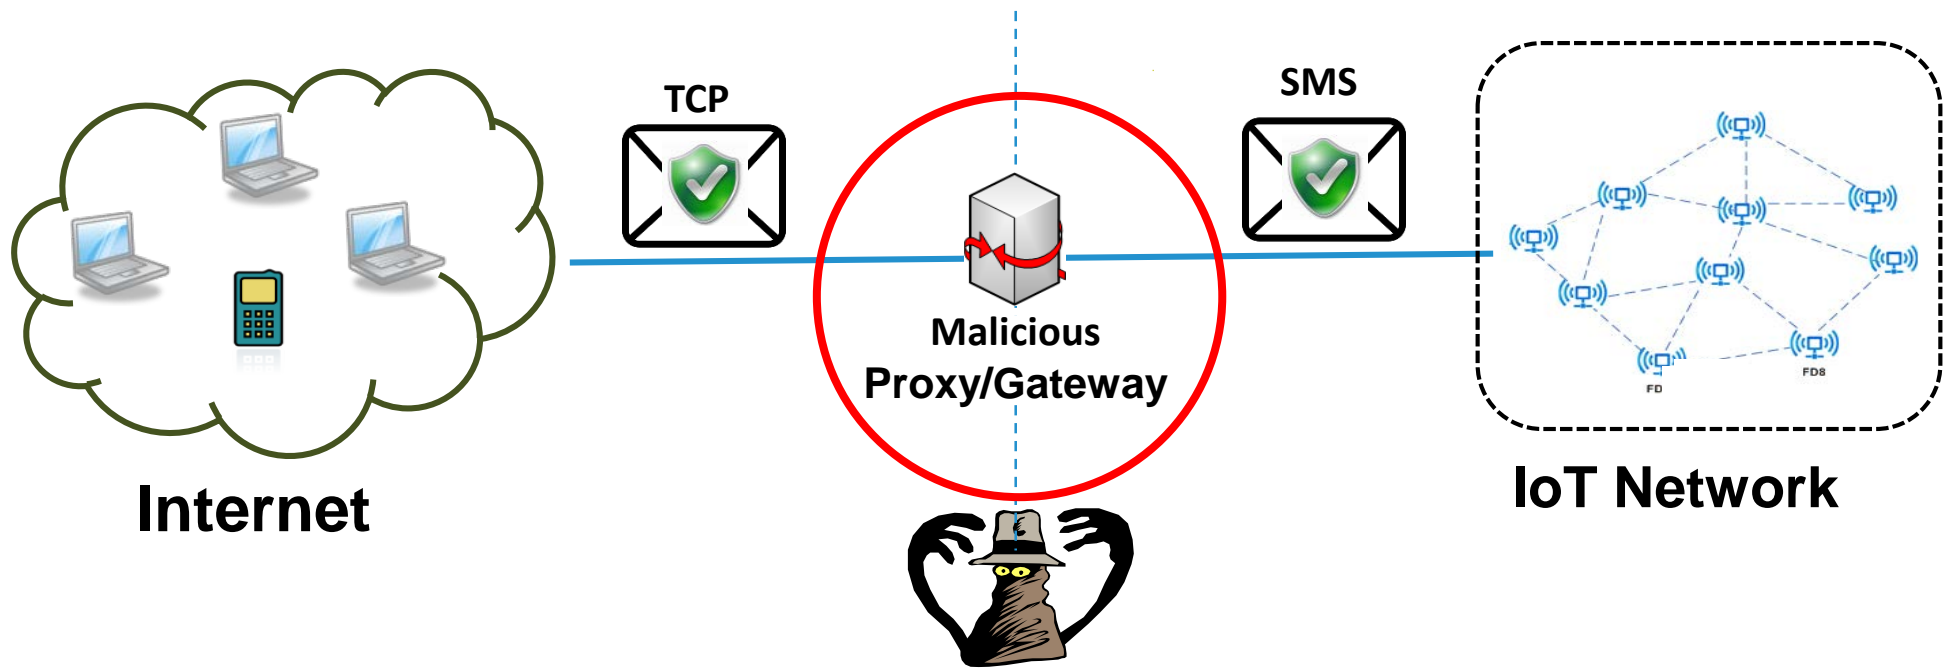 TCP
SMS
Malicious
Proxy/Gateway
FD
FD8
Internet
IoT Network